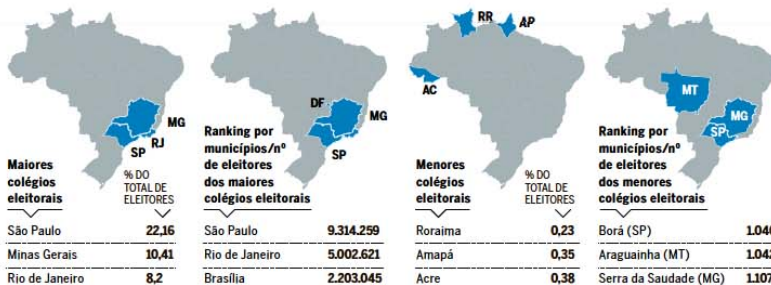 MG
RJ
SP
Maiores
colégios
eleitorais
% DO
TOTAL DE
ELEITORES
São Paulo 22,16
Minas Gerais 10,41
Rio de Janeiro 8,2
DF
MG
SP
Ranking por
municípios/nº
de eleitores
dos maiores
colégios eleitorais
São Paulo 9.314.259
Rio de Janeiro 5.002.621
Brasília 2.203.045
RR
AP
AC
Menores
colégios
eleitorais
% DO
TOTAL DE
ELEITORES
Roraima 0,23
Amapá 0,35
Acre 0,38
MT
MG
SP
Ranking por
municípios/nº
de eleitores
dos menores
colégios eleitorais
Borá (SP)
Araguainha (MT)
Serra da Saudade (MG) 1.107